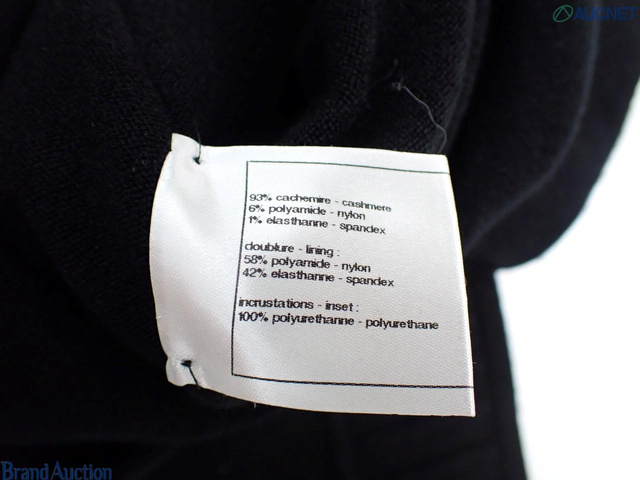 AUCNET
93% cachemire - cashmere
6% polyamide - nylon
1% elasthanne - spandex
doublure - lining :
58% polyamide - nylon
42% elasthanne - spandex
incrustations - inset :
100% polyurethanne - polyurethane
Brand Auction